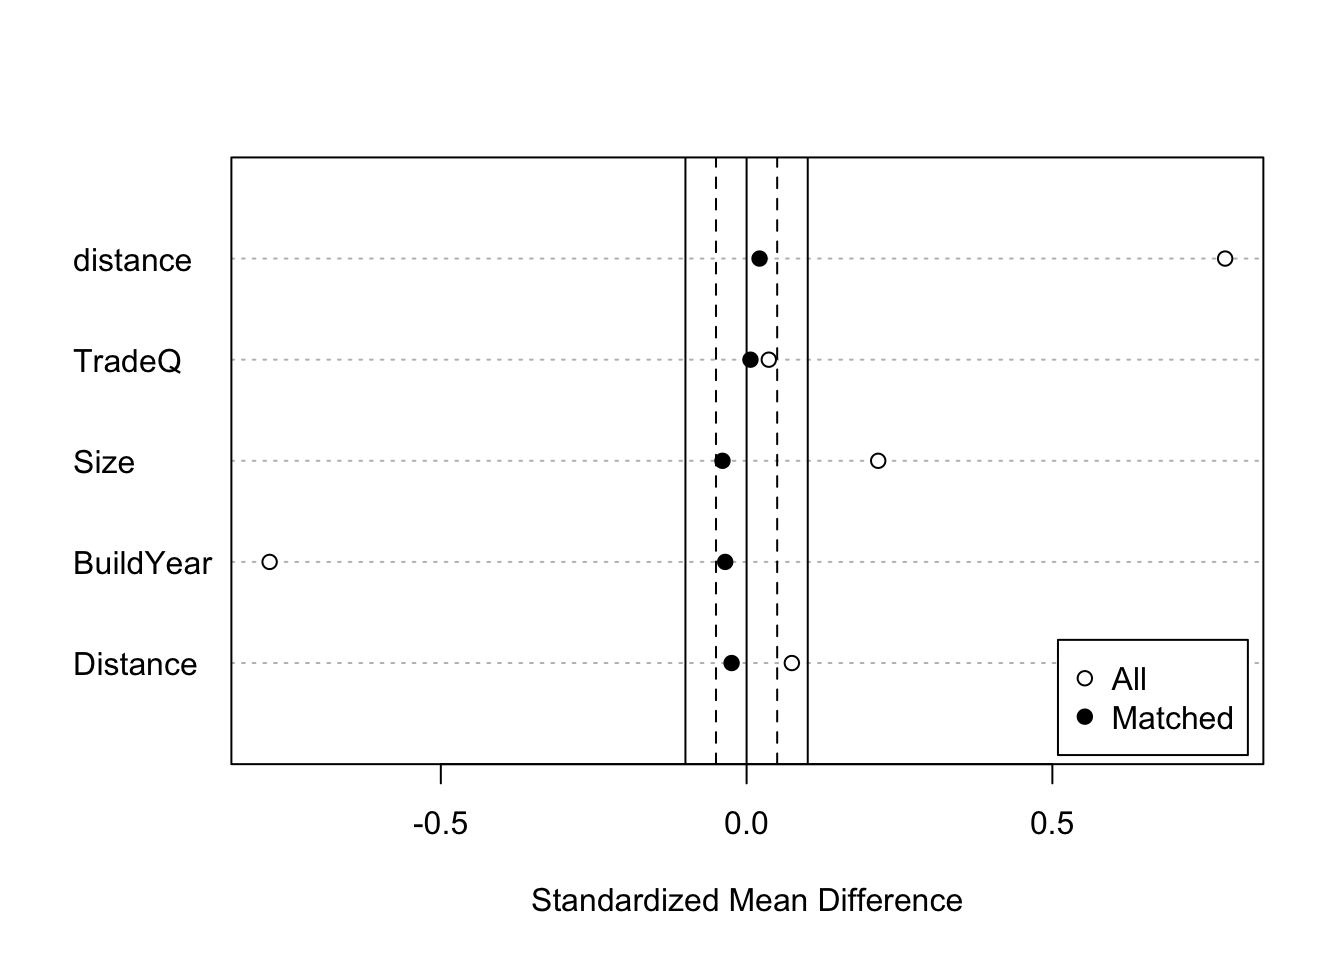 distance
TradeQ
Size
BuildYear
Distance
All
Matched
-0.5 0.0 0.5
Standardized Mean Difference